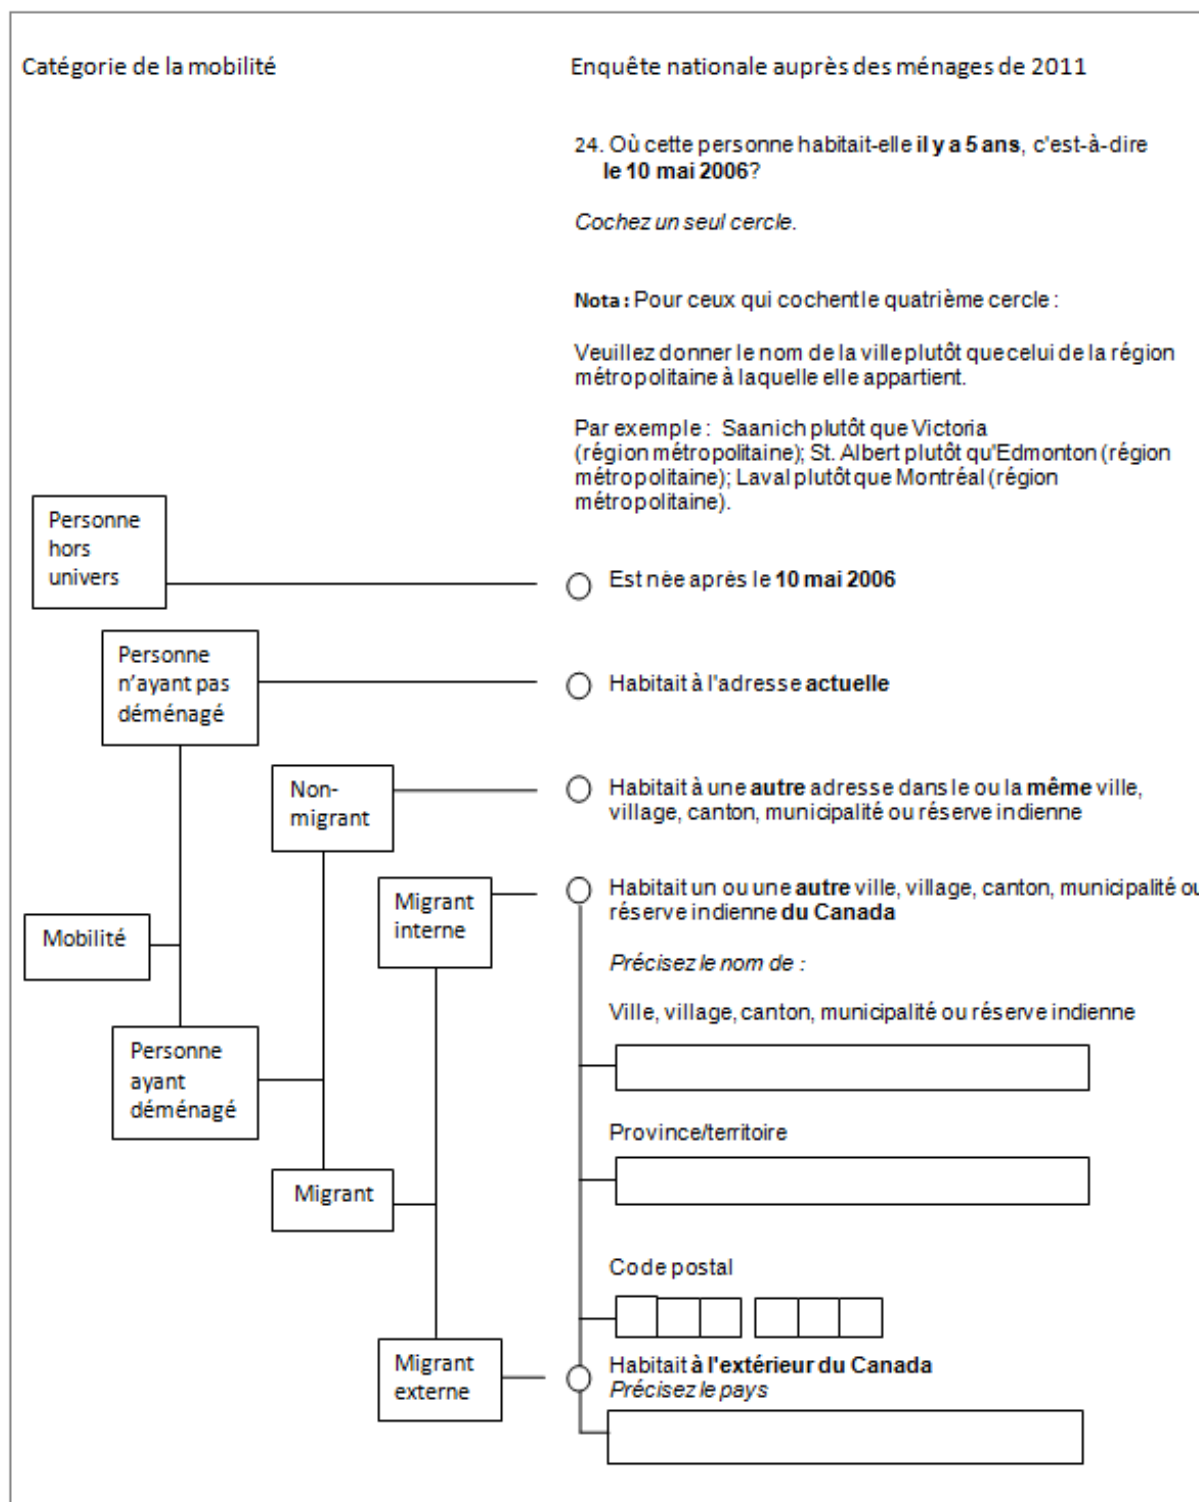 Catégorie de la mobilité
Enquête nationale auprès des ménages de 2011
24. Où cette personne habitait-elle il y a 5 ans, c'est-à-dire
le 10 mai 2006?
Cochez un seul cercle.
Nota : Pour ceux qui cochent le quatrième cercle :
Veuillez donner le nom de la ville plutôt que celui de la région
métropolitaine à laquelle elle appartient.
Par exemple : Saanich plutôt que Victoria
(région métropolitaine); St. Albert plutôt qu'Edmonton (région
métropolitaine); Laval plutôt que Montréal (région
métropolitaine).
Personne
hors
univers
Est née après le 10 mai 2006
Personne
n'ayant pas
déménagé
Habitait à l'adresse actuelle
Non-
migrant
Habitait à une autre adresse dans le ou la même ville,
village, canton, municipalité ou réserve indienne
Migrant
interne
Habitait un ou une autre ville, village, canton, municipalité ou
réserve indienne du Canada
Mobilité
Précisez le nom de :
Ville, village, canton, municipalité ou réserve indienne
Personne
ayant
déménagé
Province/territoire
Migrant
Code postal
Migrant
externe
Habitait à l'extérieur du Canada
Précisez le pays